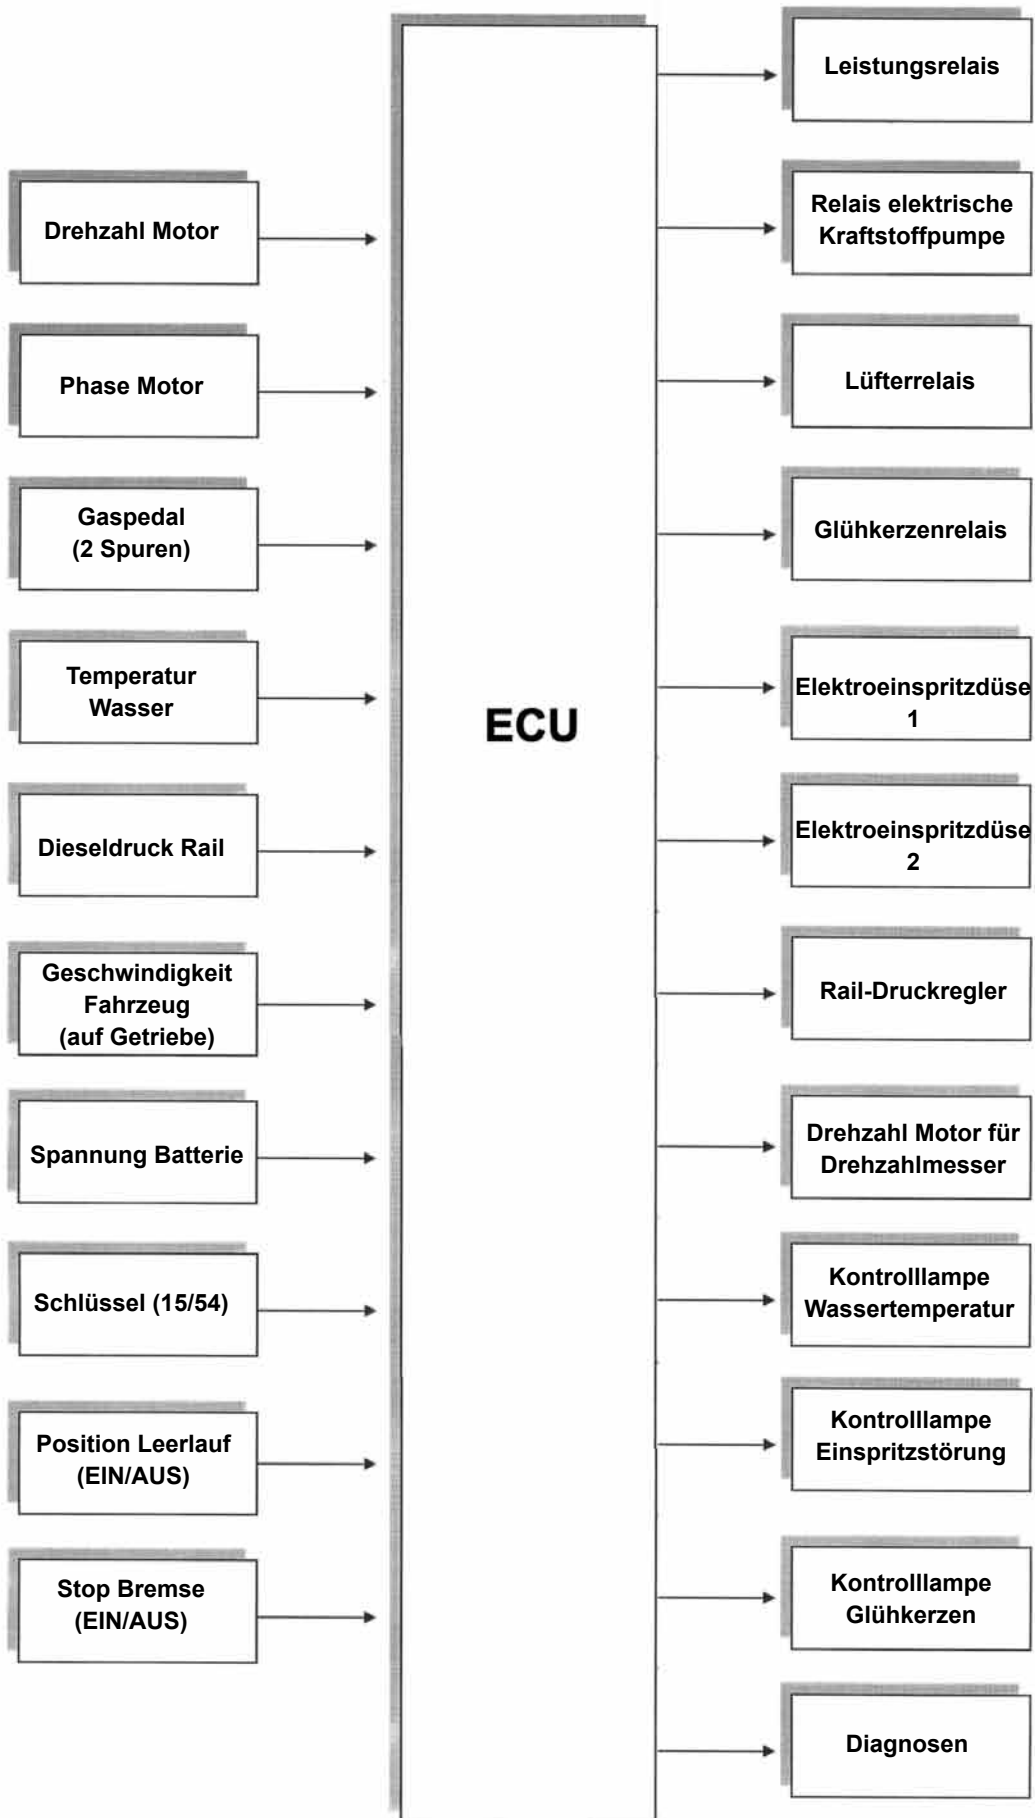 Drehzahl Motor
Phase Motor
Gaspedal
(2 Spuren)
Temperatur
Wasser
Dieseldruck Rail
Geschwindigkeit
Fahrzeug
(auf Getriebe)
Spannung Batterie
Schlüssel (15/54)
Position Leerlauf
(EIN/AUS)
Stop Bremse
(EIN/AUS)
ECU
Leistungsrelais
Relais elektrische
Kraftstoffpumpe
Lüfterrelais
Glühkerzenrelais
Elektroeinspritzdüse
1
Elektroeinspritzdüse
2
Rail-Druckregler
Drehzahl Motor für
Drehzahlmesser
Kontrolllampe
Wassertemperatur
Kontrolllampe
Einspritzstörung
Kontrolllampe
Glühkerzen
Diagnosen